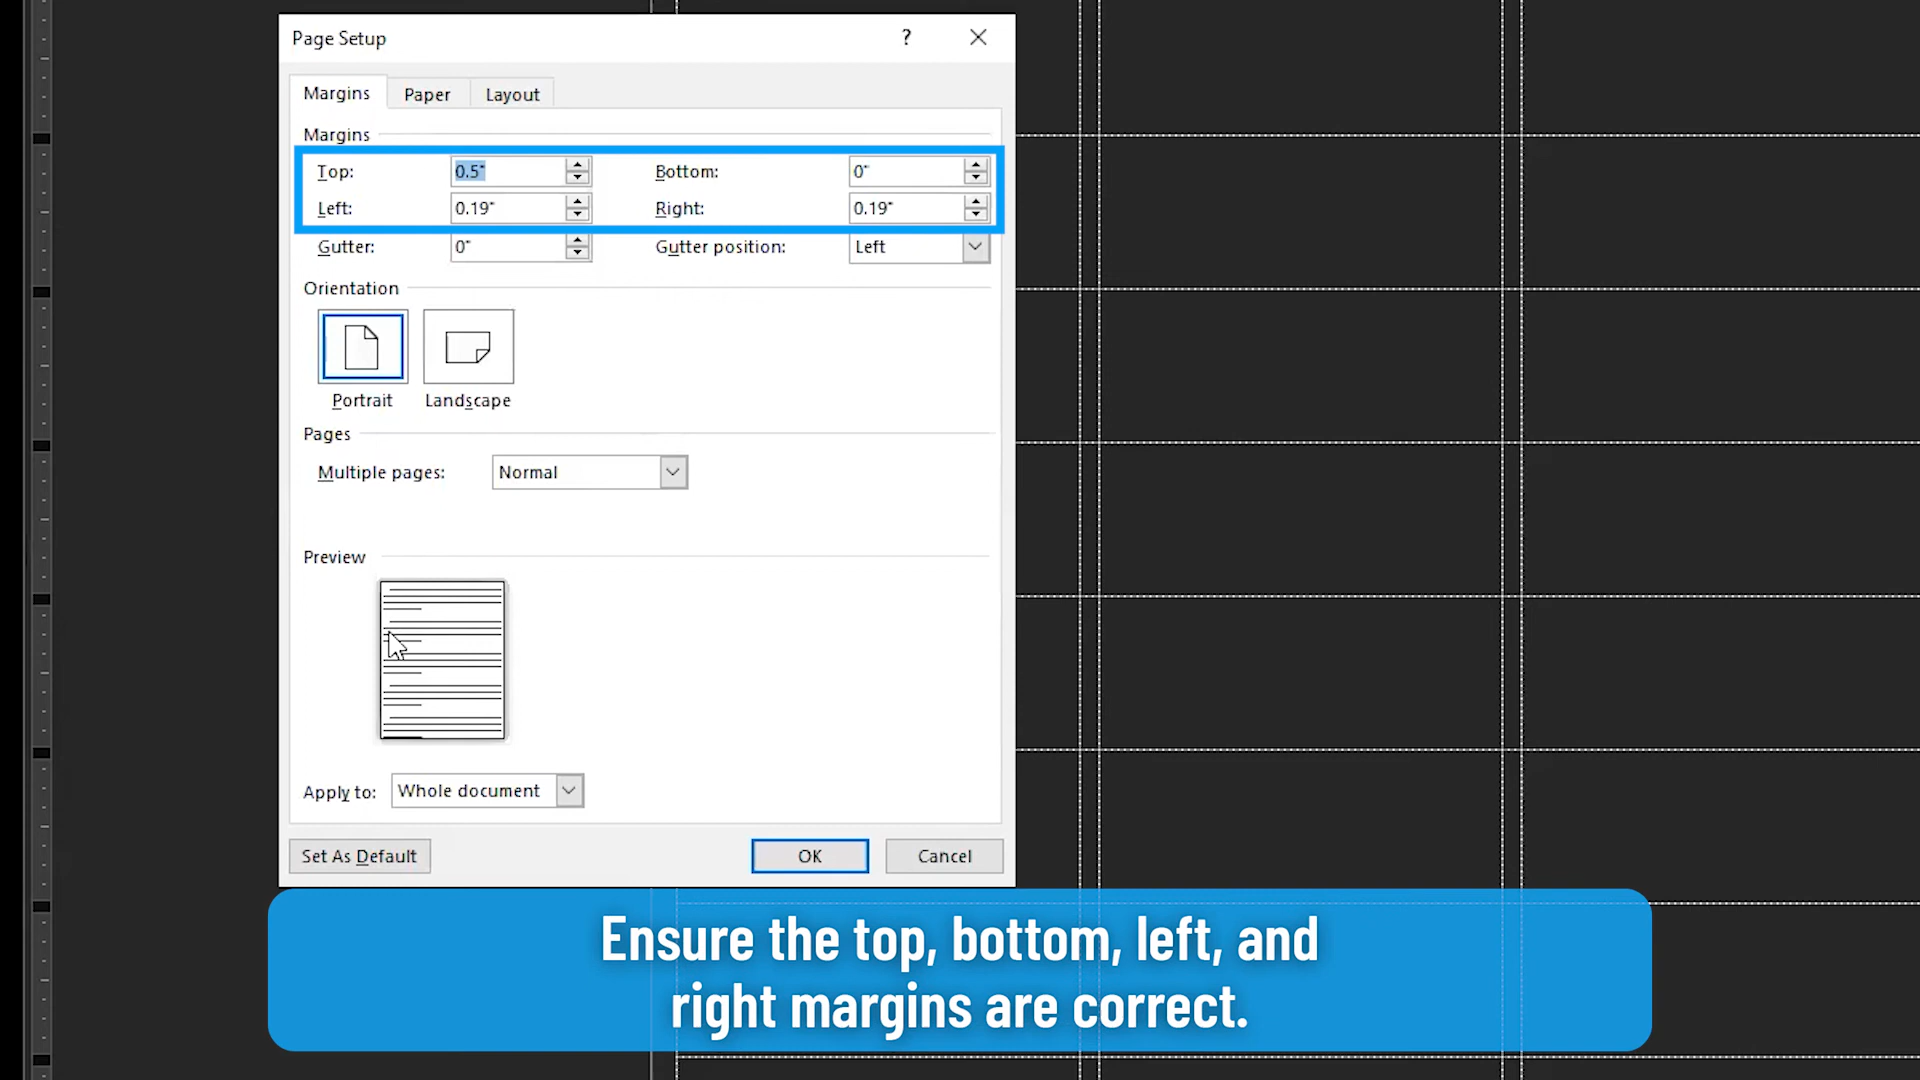 Page Setup ?
Margins Paper Layout
Margins
Top: 0.5" Bottom: 0"
Left: 0.19" Right: 0.19"
Gutter: 0" Gutter position: Left
Orientation
Portrait Landscape
Pages
Multiple pages: Normal
Preview
Apply to: Whole document
Set As Default OK Cancel
Ensure the top, bottom, left, and
right margins are correct.